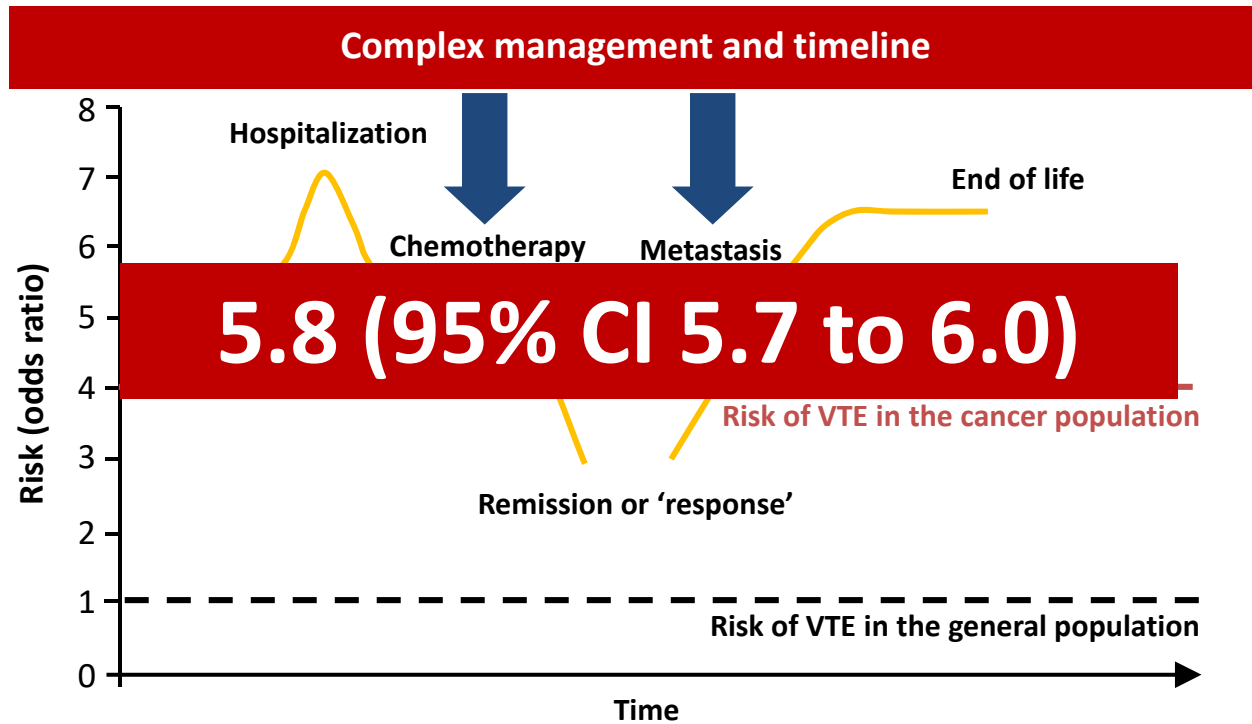 Complex management and timeline
8
Hospitalization
7
End of life
6
Chemotherapy
Metastasis
5.8 (95% CI 5.7 to 6.0)
5
4
Risk of VTE in the cancer population
3
Remission or ‘response’
2
1
Risk of VTE in the general population
0
Risk (odds ratio)
Time